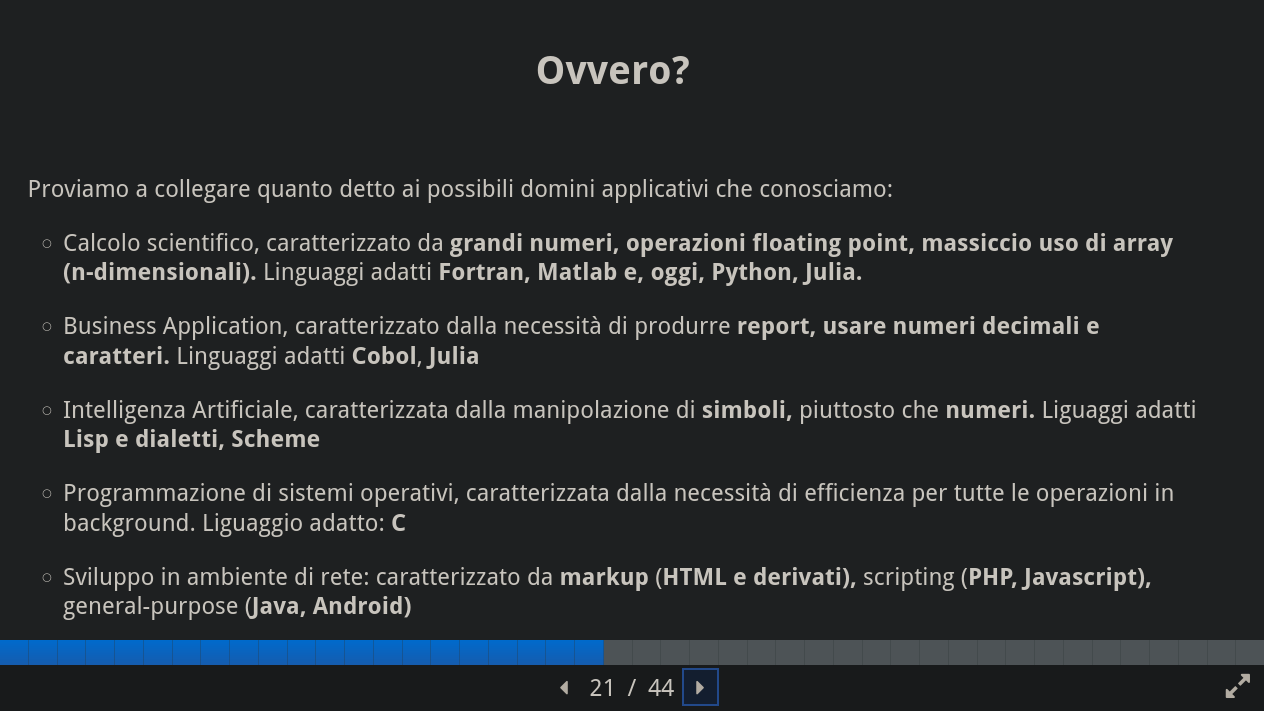 Ovvero?
Proviamo a collegare quanto detto ai possibili domini applicativi che conosciamo:
Calcolo scientifico, caratterizzato da grandi numeri, operazioni floating point, massiccio uso di array
(n-dimensionali). Linguaggi adatti Fortran, Matlab e, oggi, Python, Julia.
Business Application, caratterizzato dalla necessità di produrre report, usare numeri decimali e
caratteri. Linguaggi adatti Cobol, Julia
Intelligenza Artificiale, caratterizzata dalla manipolazione di simboli, piuttosto che numeri. Liguaggi adatti
Lisp e dialetti, Scheme
Programmazione di sistemi operativi, caratterizzata dalla necessità di efficienza per tutte le operazioni in
background. Liguaggio adatto: C
Sviluppo in ambiente di rete: caratterizzato da markup (HTML e derivati), scripting (PHP, Javascript),
general-purpose (Java, Android)
21 / 44